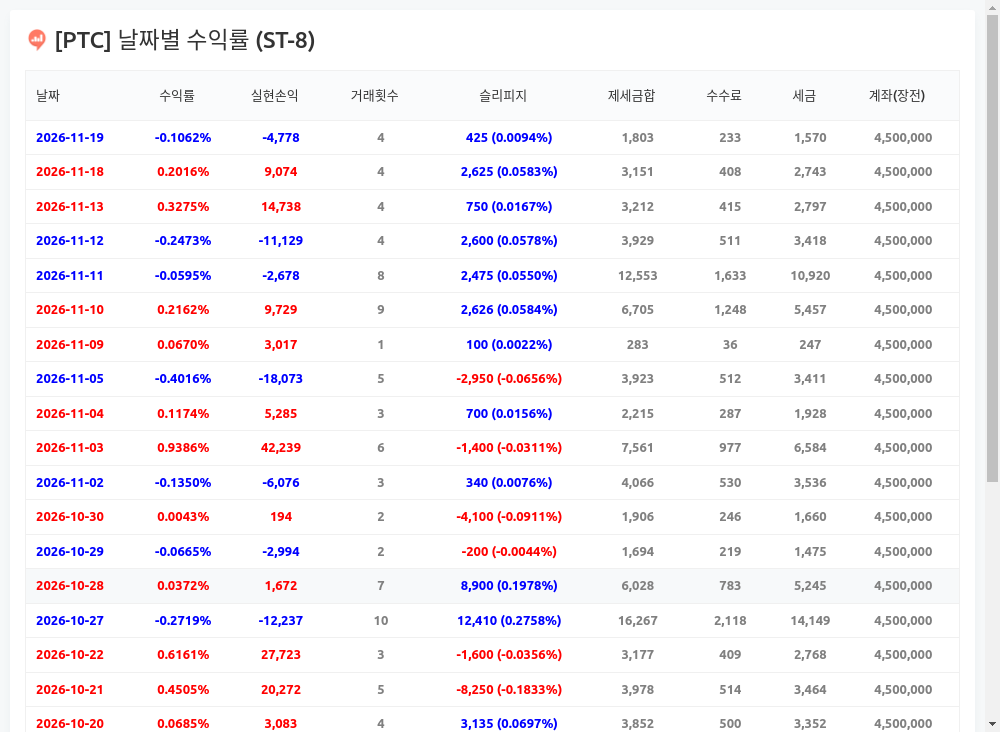 [PTC] 날짜별 수익률 (ST-8)
날짜 수익률 실현손익 거래횟수 슬리피지 제세금합 수수료 세금 계좌(장전)
2026-11-19 -0.1062% -4,778 4 425 (0.0094%) 1,803 233 1,570 4,500,000
2026-11-18 0.2016% 9,074 4 2,625 (0.0583%) 3,151 408 2,743 4,500,000
2026-11-13 0.3275% 14,738 4 750 (0.0167%) 3,212 415 2,797 4,500,000
2026-11-12 -0.2473% -11,129 4 2,600 (0.0578%) 3,929 511 3,418 4,500,000
2026-11-11 -0.0595% -2,678 8 2,475 (0.0550%) 12,553 1,633 10,920 4,500,000
2026-11-10 0.2162% 9,729 9 2,626 (0.0584%) 6,705 1,248 5,457 4,500,000
2026-11-09 0.0670% 3,017 1 100 (0.0022%) 283 36 247 4,500,000
2026-11-05 -0.4016% -18,073 5 -2,950 (-0.0656%) 3,923 512 3,411 4,500,000
2026-11-04 0.1174% 5,285 3 700 (0.0156%) 2,215 287 1,928 4,500,000
2026-11-03 0.9386% 42,239 6 -1,400 (-0.0311%) 7,561 977 6,584 4,500,000
2026-11-02 -0.1350% -6,076 3 340 (0.0076%) 4,066 530 3,536 4,500,000
2026-10-30 0.0043% 194 2 -4,100 (-0.0911%) 1,906 246 1,660 4,500,000
2026-10-29 -0.0665% -2,994 2 -200 (-0.0044%) 1,694 219 1,475 4,500,000
2026-10-28 0.0372% 1,672 7 8,900 (0.1978%) 6,028 783 5,245 4,500,000
2026-10-27 -0.2719% -12,237 10 12,410 (0.2758%) 16,267 2,118 14,149 4,500,000
2026-10-22 0.6161% 27,723 3 -1,600 (-0.0356%) 3,177 409 2,768 4,500,000
2026-10-21 0.4505% 20,272 5 -8,250 (-0.1833%) 3,978 514 3,464 4,500,000
2026-10-20 0.0685% 3,083 4 3,135 (0.0697%) 3,852 500 3,352 4,500,000